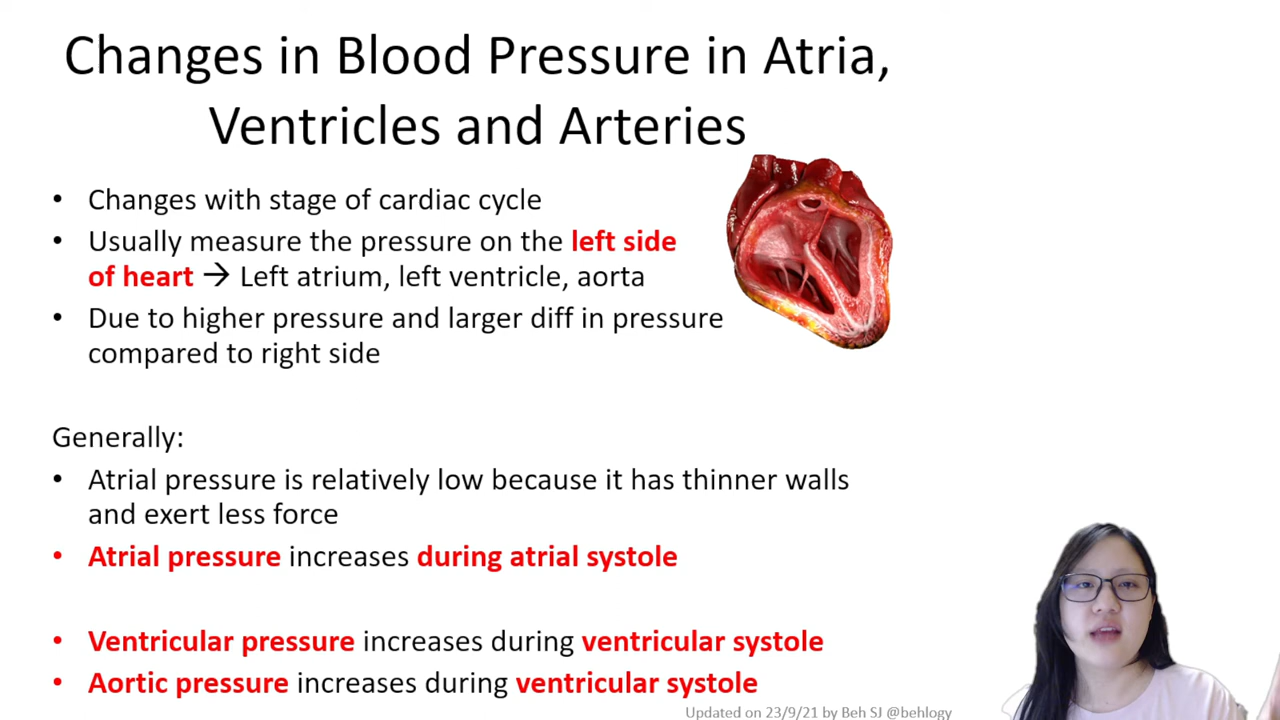 Changes in Blood Pressure in Atria,
Ventricles and Arteries
• Changes with stage of cardiac cycle
• Usually measure the pressure on the left side
of heart → Left atrium, left ventricle, aorta
• Due to higher pressure and larger diff in pressure
compared to right side
Generally:
• Atrial pressure is relatively low because it has thinner walls
and exert less force
• Atrial pressure increases during atrial systole
• Ventricular pressure increases during ventricular systole
• Aortic pressure increases during ventricular systole
Updated on 23/9/21 by Beh SJ @behlogy